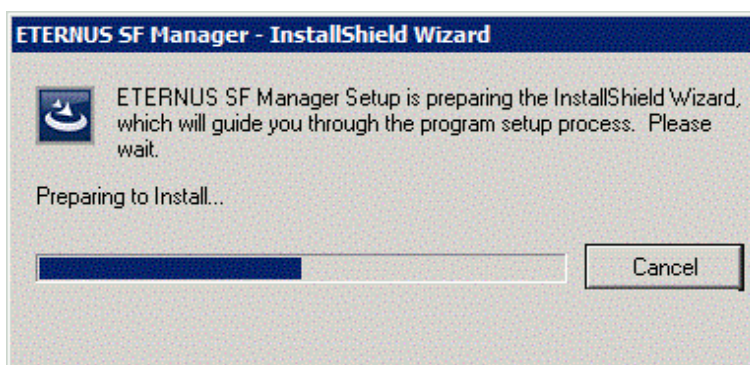 ETERNUS SF Manager - InstallShield Wizard
ETERNUS SF Manager Setup is preparing the InstallShield Wizard,
which will guide you through the program setup process. Please
wait.
Preparing to Install...
Cancel